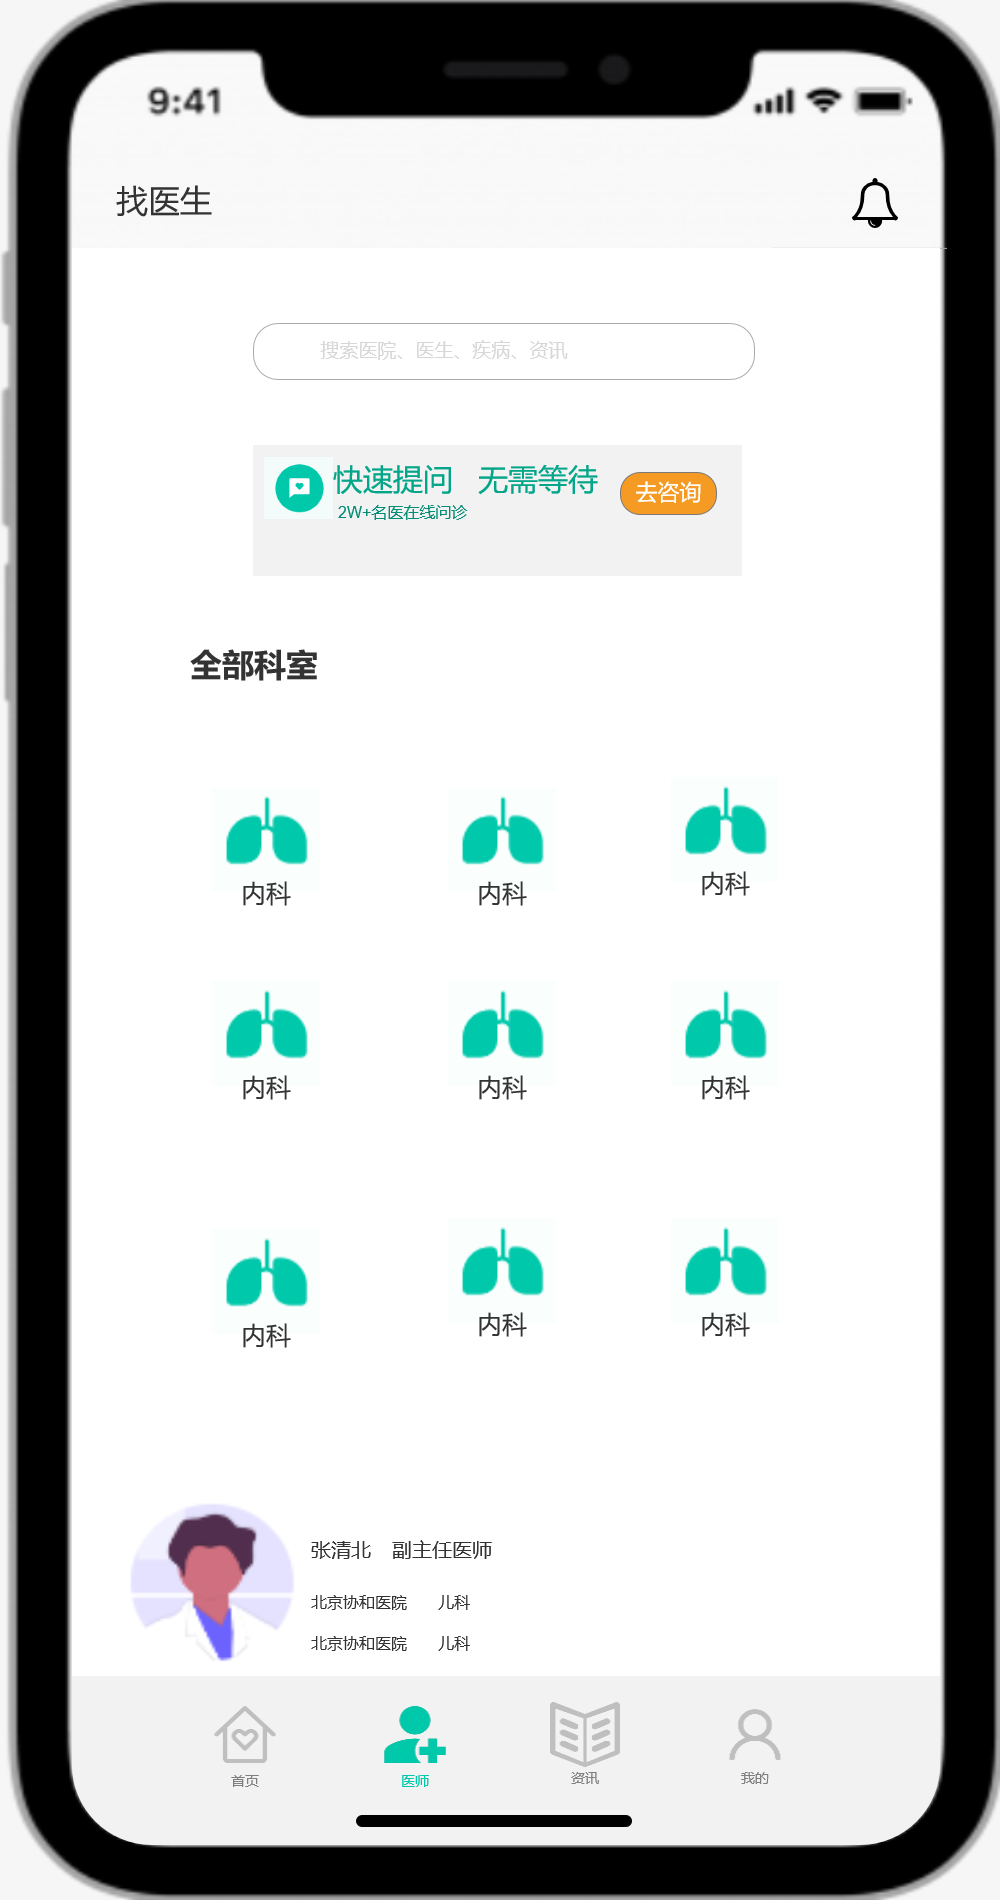 9:41
找医生
搜索医院、医生、疾病、资讯
快速提问 无需等待
去咨询
2W+名医在线问诊
全部科室
内科 内科 内科
内科 内科 内科
内科 内科 内科
张清北 副主任医师
北京协和医院 儿科
北京协和医院 儿科
首页 医师 资讯 我的